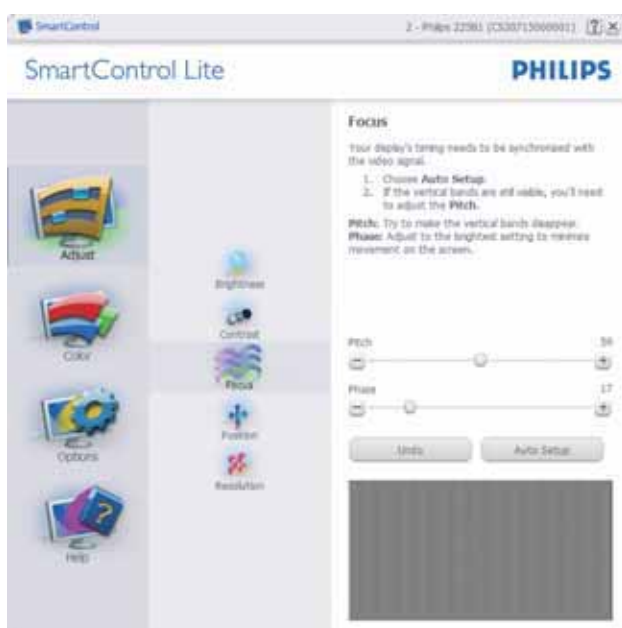 SmartControl
SmartControl Lite
PHILIPS
Adjust
Color
Options
Help
Brightness
Contrast
Focus
Position
Resolution
Focus
Your display's timing needs to be synchronized with
the video signal.
1. Choose Auto Setup.
2. If the vertical bands are still visible, you'll need
to adjust the Pitch.
Pitch: Try to make the vertical bands disappear.
Phase: Adjust to the brightest setting to minimize
movement on the screen.
Pitch
Phase 17
Undo
Auto Setup